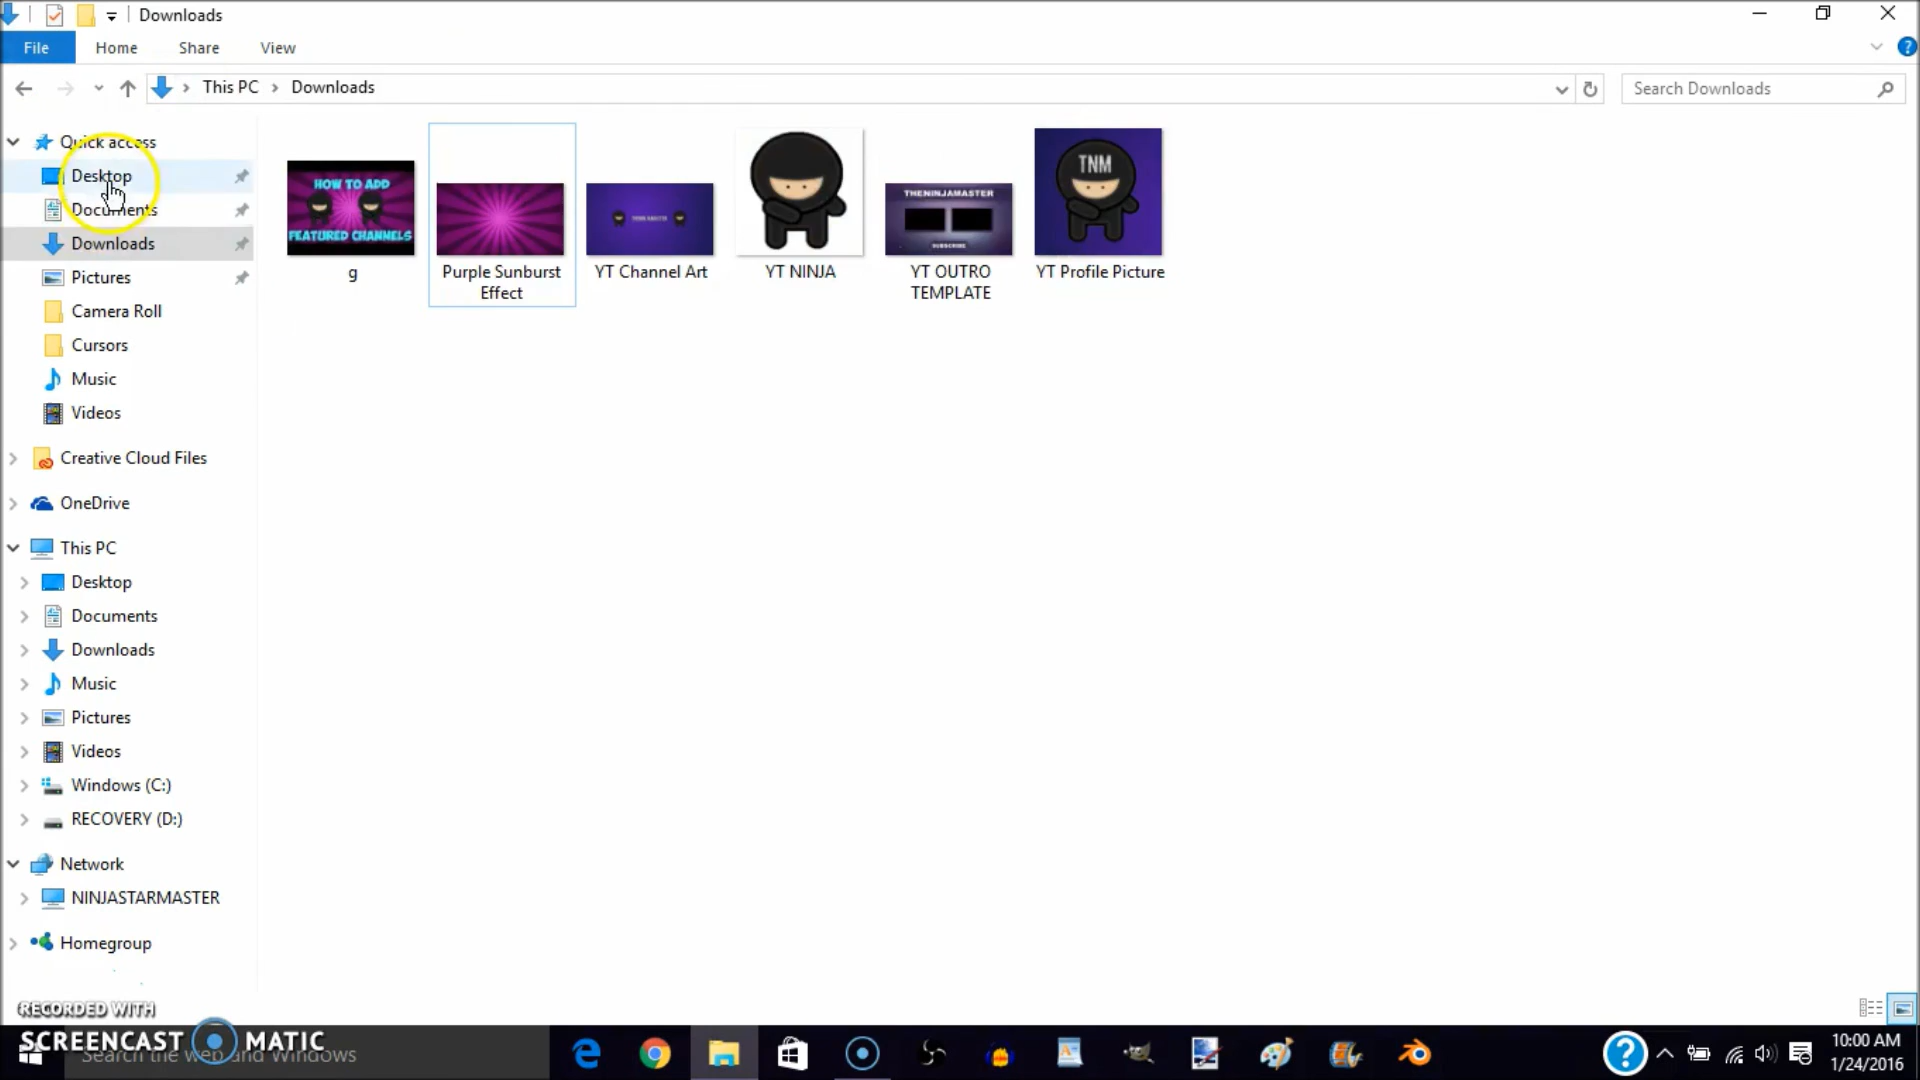 Downloads
File Home Share View
This PC Downloads
Search Downloads
Quick access
Desktop
Documents
Downloads
Pictures
Camera Roll
Cursors
Music
Videos
Creative Cloud Files
OneDrive
This PC
Desktop
Documents
Downloads
Music
Pictures
Videos
Windows (C:)
RECOVERY (D:)
Network
NINJASTARMASTER
Homegroup
HOW TO ADD
FEATURED CHANNELS
g
Purple Sunburst
Effect
YT Channel Art
YT NINJA
THENINJAMASTER
SUBSCRIBE
YT OUTRO
TEMPLATE
TNM
YT Profile Picture
RECORDED WITH
SCREENCAST MATIC
Search the web and Windows
10:00 AM
1/24/2016